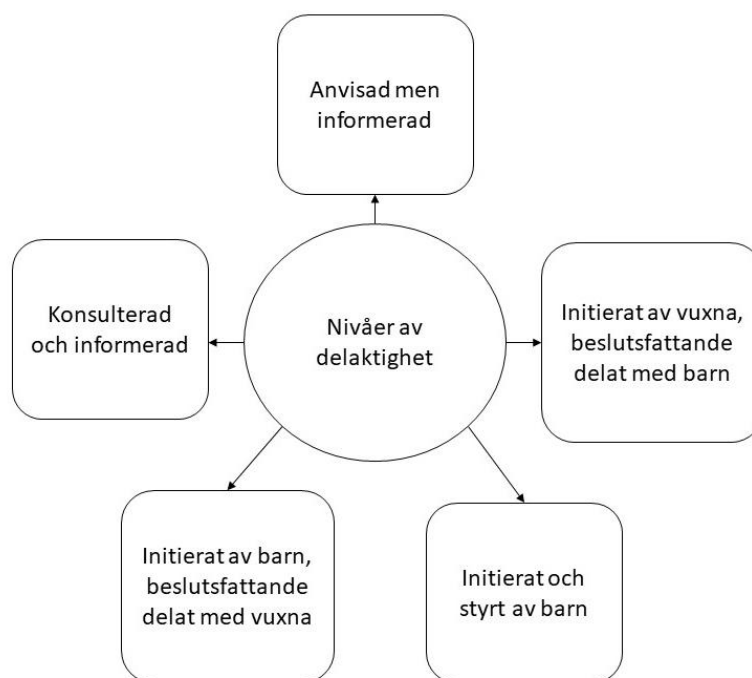 Anvisad men
informerad
Konsulterad
och informerad
Nivåer av
delaktighet
Initierat av vuxna,
beslutsfattande
delat med barn
Initierat av barn,
beslutsfattande
delat med vuxna
Initierat och
styrt av barn